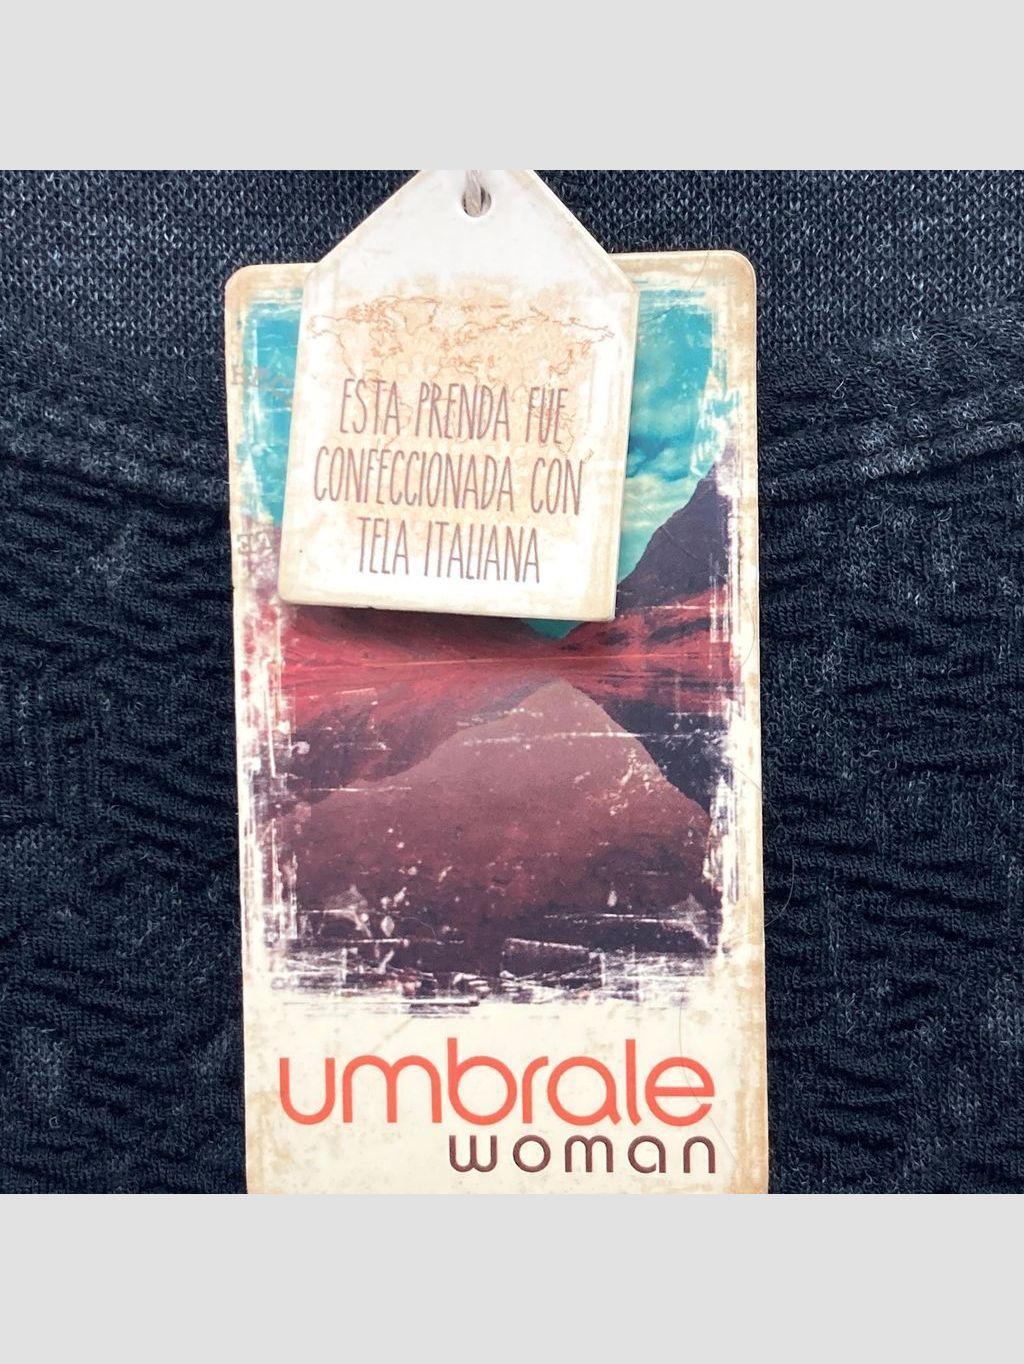 ESTA PRENDA FUE
CONFECCIONADA CON
TELA ITALIANA
umbrale
woman